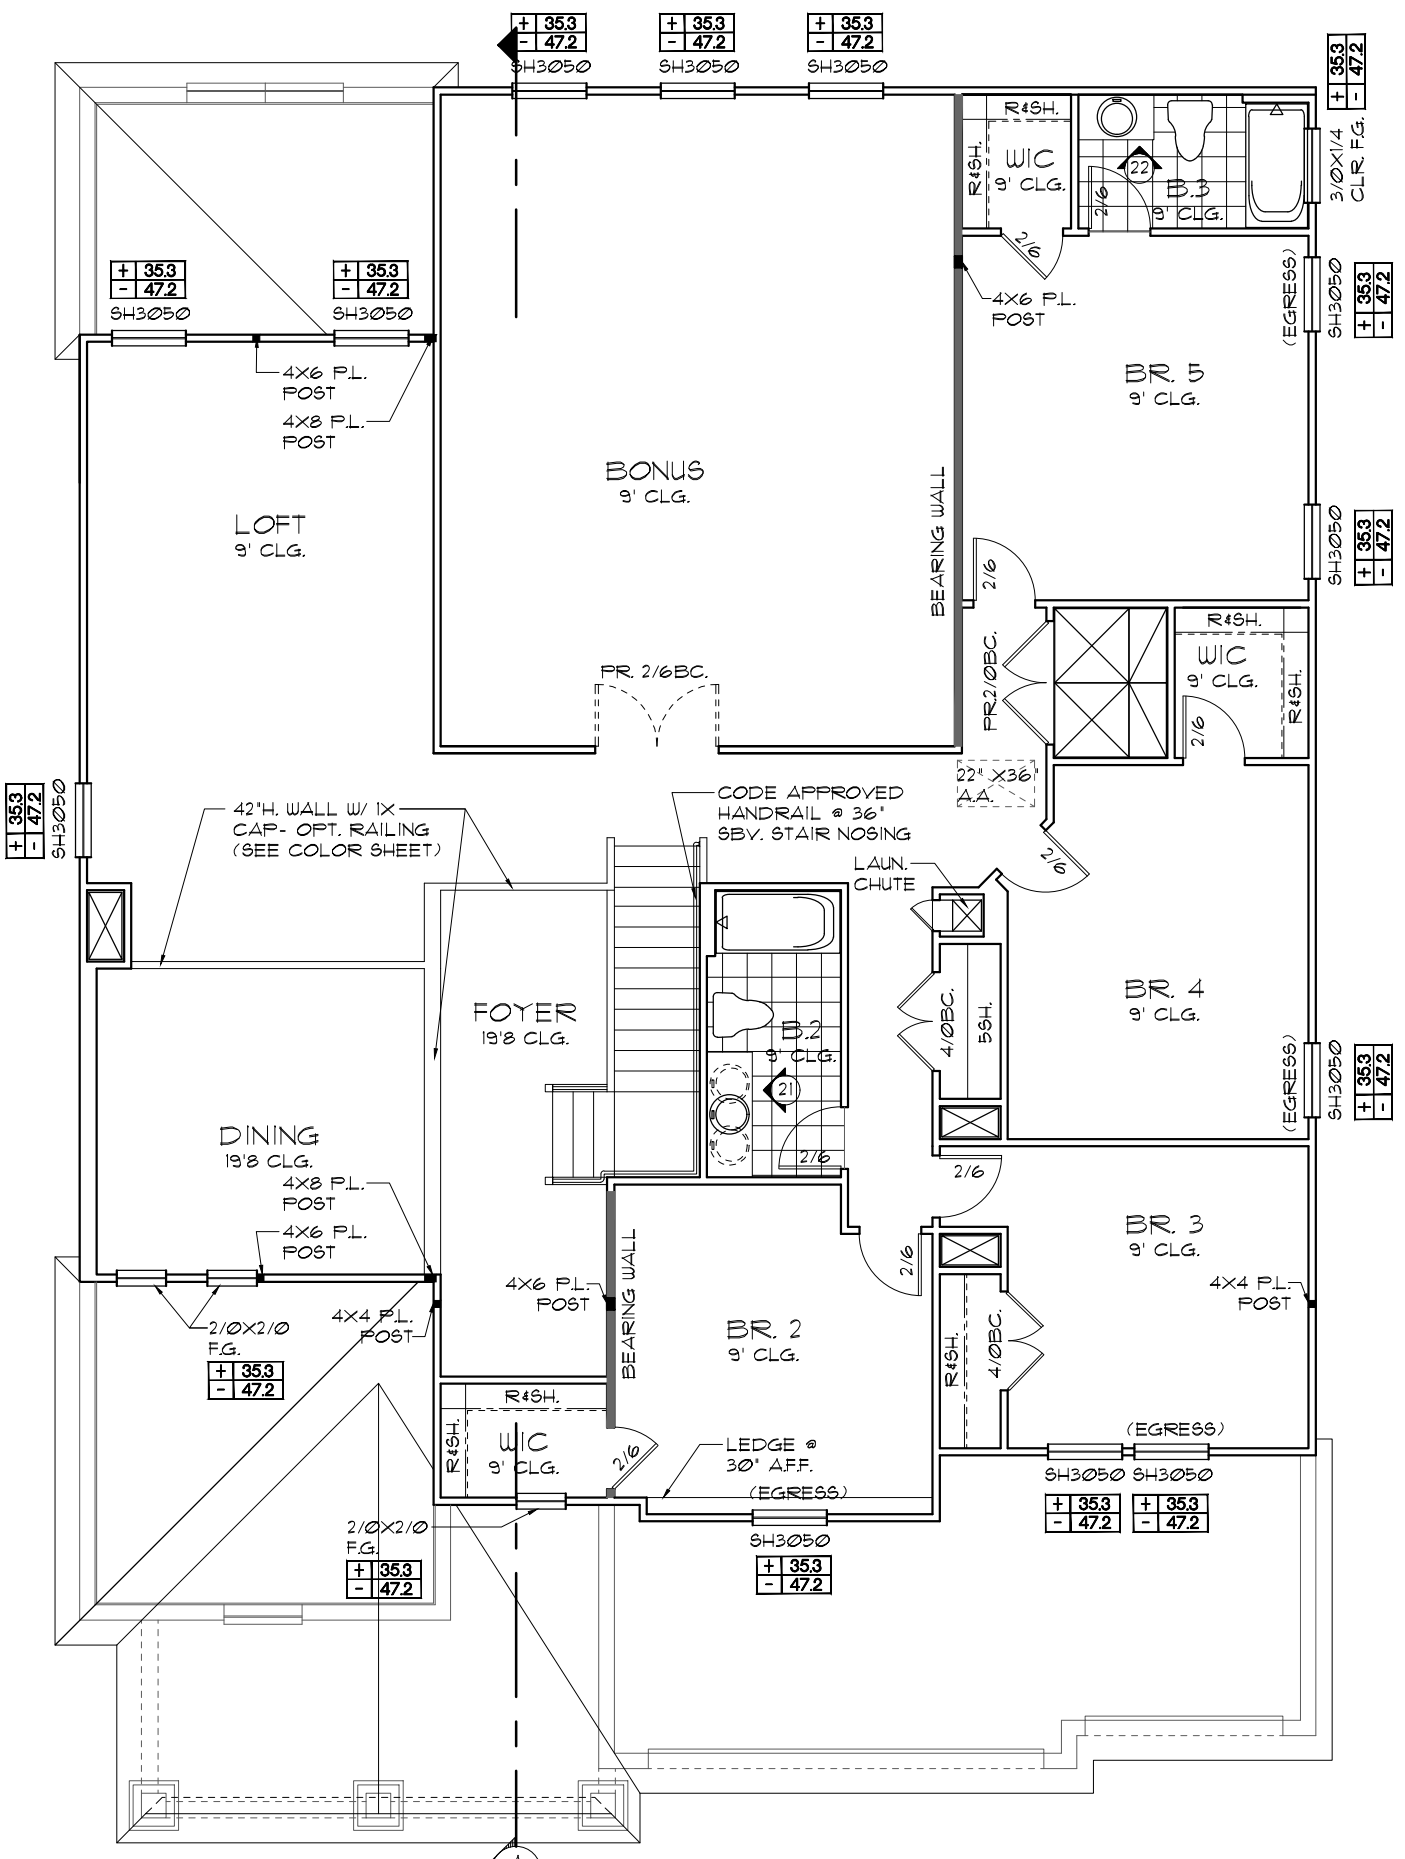 + 35.3
- 47.2
SH3050
+ 35.3
- 47.2
SH3050
+ 35.3
- 47.2
SH3050
+ 35.3
- 47.2
3/0X1/4
CLR. F.G.
R&SH.
R&SH.
WIC
9' CLG.
2/6
22
B.3
9' CLG.
2/6
+ 35.3
- 47.2
SH3050
+ 35.3
- 47.2
SH3050
4X6 P.L.
POST
4X8 P.L.
POST
4X6 P.L.
POST
(EGRESS)
SH3050
+ 35.3
- 47.2
BR. 5
9' CLG.
BONUS
9' CLG.
LOFT
9' CLG.
BEARING WALL
SH3050
+ 35.3
- 47.2
2/6
PR. 2/6BC.
PR.2/0BC.
R&SH.
WIC
9' CLG.
R&SH.
2/6
22" X36"
A.A.
+ 35.3
- 47.2
SH3050
42"H. WALL W/ 1X
CAP- OPT. RAILING
(SEE COLOR SHEET)
CODE APPROVED
HANDRAIL @ 36"
SBV. STAIR NOSING
LAUN.
CHUTE
2/6
FOYER
19'8 CLG.
B.2
9' CLG.
21
2/6
4/0BC.
5SH.
BR. 4
9' CLG.
(EGRESS)
SH3050
+ 35.3
- 47.2
DINING
19'8 CLG.
4X8 P.L.
POST
4X6 P.L.
POST
2/6
BR. 3
9' CLG.
4X4 P.L.
POST
4X6 P.L.
POST
BEARING WALL
2/6
4X4 P.L.
POST
2/0X2/0
F.G.
+ 35.3
- 47.2
BR. 2
9' CLG.
R&SH.
4/0BC.
R&SH.
R&SH.
WIC
9' CLG.
2/6
LEDGE @
30" A.F.F.
(EGRESS)
(EGRESS)
SH3050
SH3050
+ 35.3
- 47.2
+ 35.3
- 47.2
2/0X2/0
F.G.
+ 35.3
- 47.2
SH3050
+ 35.3
- 47.2